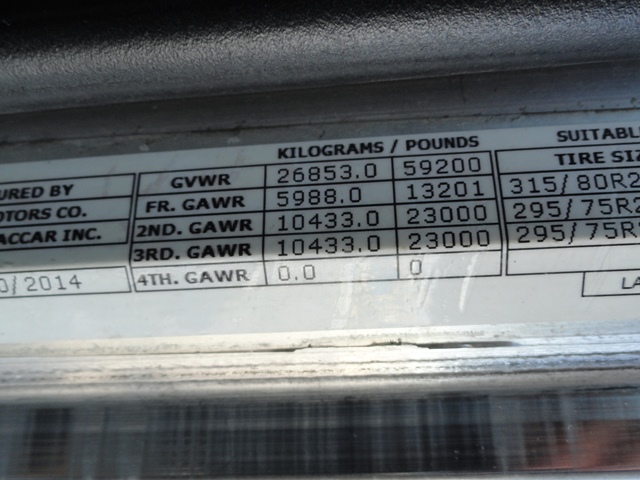 KILOGRAMS / POUNDS SUITABLE
TIRE SIZ
URED BY GVWR 26853.0 59200
OTORS CO. FR. GAWR 5988.0 13201 315/80R2
ACCAR INC. 2ND. GAWR 10433.0 23000 295/75R2
3RD. GAWR 10433.0 23000 295/75R
0/2014 4TH. GAWR 0.0 0
LA